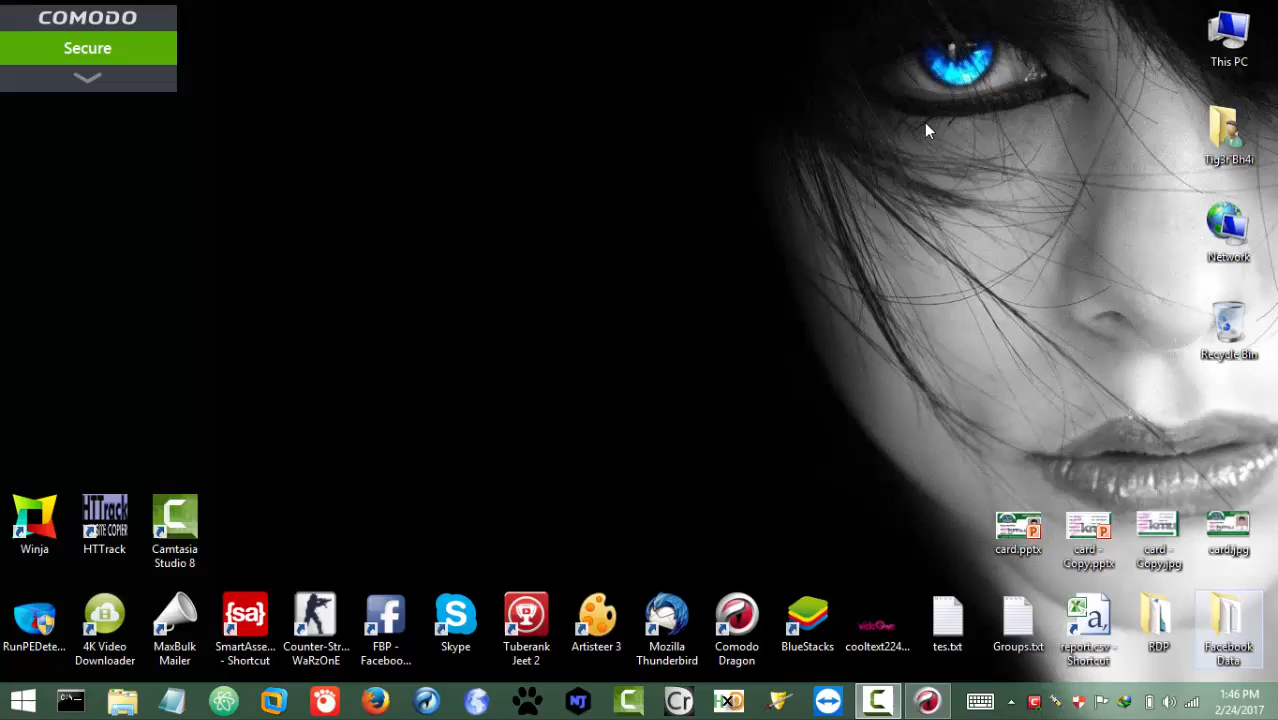 COMODO
Secure
This PC
Tig3r Bh4i
Network
Recycle Bin
Winja
HTTrack
Camtasia
Studio 8
card.pptx
card -
Copy.pptx
card -
Copy.jpg
card.jpg
RunPEDete...
4K Video
Downloader
MaxBulk
Mailer
SmartAsse...
- Shortcut
Counter-Str...
WaRzOnE
FBP -
Faceboo...
Skype
Tuberank
Jeet 2
Artisteer 3
Mozilla
Thunderbird
Comodo
Dragon
BlueStacks
cooltext224...
tes.txt
Groups.txt
report.csv -
Shortcut
RDP
Facebook
Data
1:46 PM
2/24/2017